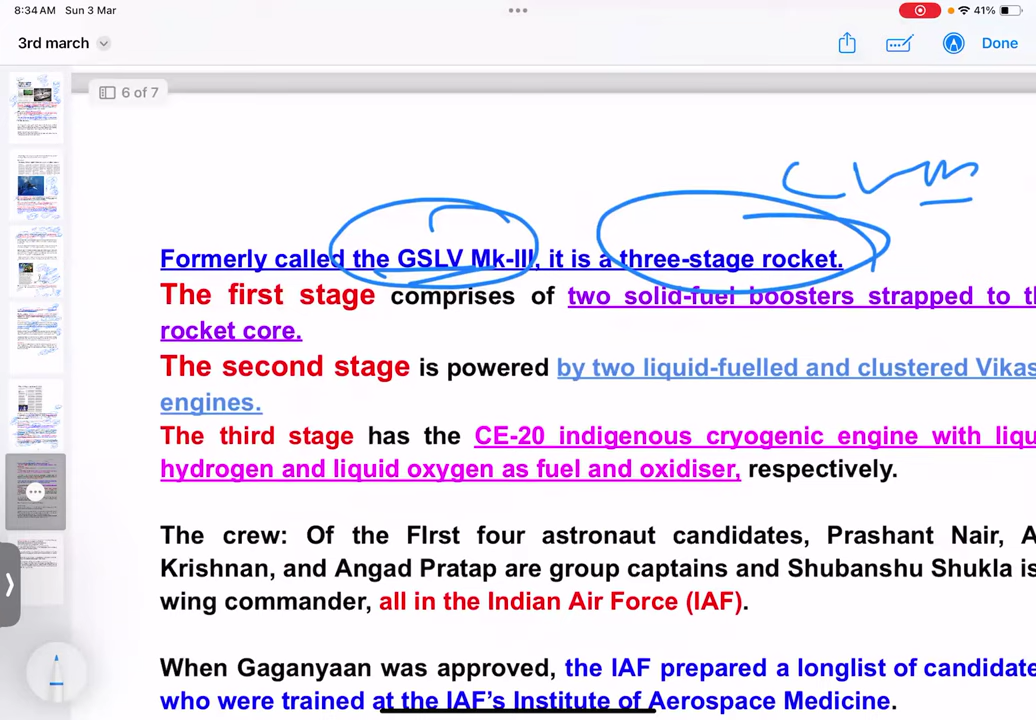 8:34 AM Sun 3 Mar
41%
3rd march
Done
6 of 7
Formerly called the GSLV Mk-III, it is a three-stage rocket.
The first stage comprises of two solid-fuel boosters strapped to
rocket core.
The second stage is powered by two liquid-fuelled and clustered Vikas
engines.
The third stage has the CE-20 indigenous cryogenic engine with
hydrogen and liquid oxygen as fuel and oxidiser, respectively.
The crew: Of the FIrst four astronaut candidates, Prashant Nair,
Krishnan, and Angad Pratap are group captains and Shubanshu Shukla is
wing commander, all in the Indian Air Force (IAF).
When Gaganyaan was approved, the IAF prepared a longlist of
who were trained at the IAF's Institute of Aerospace Medicine.